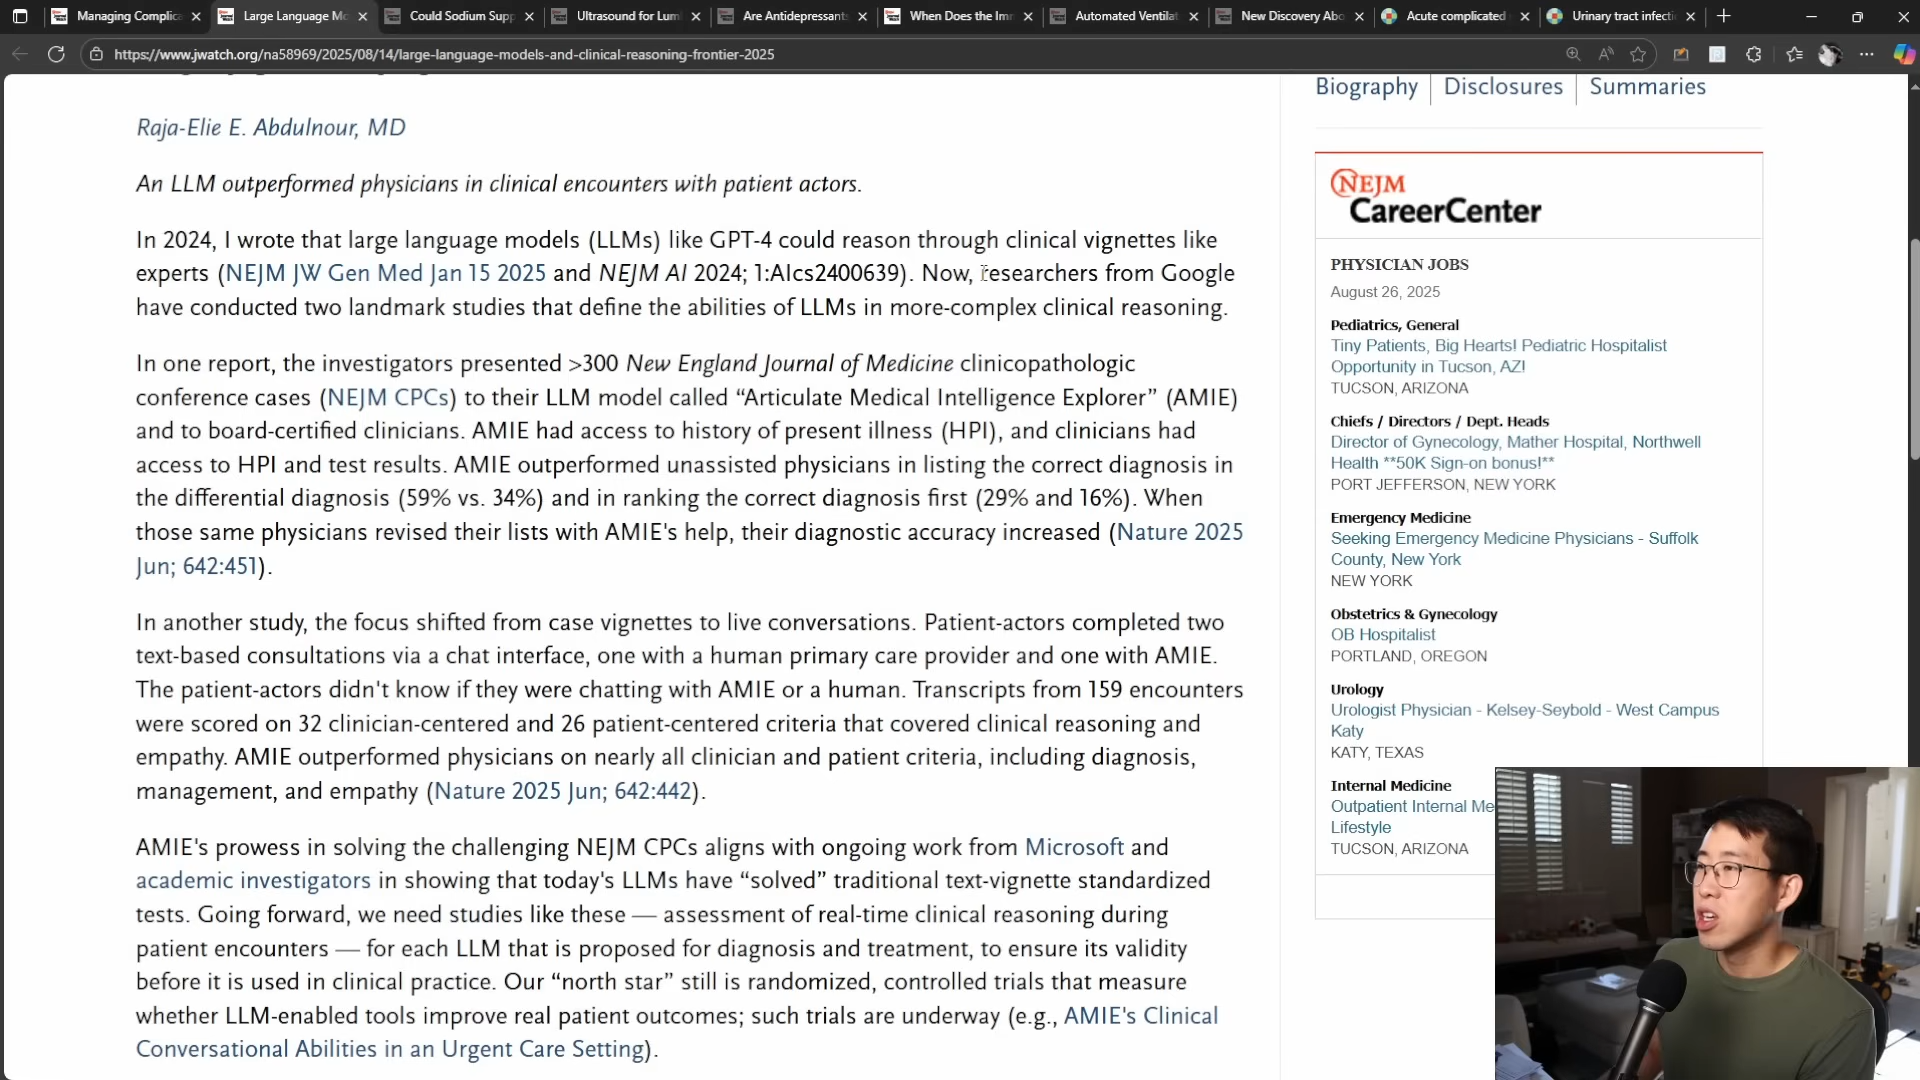 Managing Complica
Large Language Mo
Could Sodium Supp
Ultrasound for Lum
Are Antidepressant
When Does the Im
Automated Ventilat
New Discovery Abo
Acute complicated
Urinary tract infecti
https://www.jwatch.org/na58969/2025/08/14/large-language-models-and-clinical-reasoning-frontier-2025
Raja-Elie E. Abdulnour, MD
An LLM outperformed physicians in clinical encounters with patient actors.
In 2024, I wrote that large language models (LLMs) like GPT-4 could reason through clinical vignettes like
experts (NEJM JW Gen Med Jan 15 2025 and NEJM AI 2024; 1:AIcs2400639). Now, researchers from Google
have conducted two landmark studies that define the abilities of LLMs in more-complex clinical reasoning.
In one report, the investigators presented >300 New England Journal of Medicine clinicopathologic
conference cases (NEJM CPCs) to their LLM model called “Articulate Medical Intelligence Explorer” (AMIE)
and to board-certified clinicians. AMIE had access to history of present illness (HPI), and clinicians had
access to HPI and test results. AMIE outperformed unassisted physicians in listing the correct diagnosis in
the differential diagnosis (59% vs. 34%) and in ranking the correct diagnosis first (29% and 16%). When
those same physicians revised their lists with AMIE's help, their diagnostic accuracy increased (Nature 2025
Jun; 642:451).
In another study, the focus shifted from case vignettes to live conversations. Patient-actors completed two
text-based consultations via a chat interface, one with a human primary care provider and one with AMIE.
The patient-actors didn't know if they were chatting with AMIE or a human. Transcripts from 159 encounters
were scored on 32 clinician-centered and 26 patient-centered criteria that covered clinical reasoning and
empathy. AMIE outperformed physicians on nearly all clinician and patient criteria, including diagnosis,
management, and empathy (Nature 2025 Jun; 642:442).
AMIE's prowess in solving the challenging NEJM CPCs aligns with ongoing work from Microsoft and
academic investigators in showing that today's LLMs have “solved” traditional text-vignette standardized
tests. Going forward, we need studies like these — assessment of real-time clinical reasoning during
patient encounters — for each LLM that is proposed for diagnosis and treatment, to ensure its validity
before it is used in clinical practice. Our “north star” still is randomized, controlled trials that measure
whether LLM-enabled tools improve real patient outcomes; such trials are underway (e.g., AMIE's Clinical
Conversational Abilities in an Urgent Care Setting).
Biography
Disclosures
Summaries
NEJM
CareerCenter
PHYSICIAN JOBS
August 26, 2025
Pediatrics, General
Tiny Patients, Big Hearts! Pediatric Hospitalist
Opportunity in Tucson, AZ!
TUCSON, ARIZONA
Chiefs / Directors / Dept. Heads
Director of Gynecology, Mather Hospital, Northwell
Health **50K Sign-on bonus!**
PORT JEFFERSON, NEW YORK
Emergency Medicine
Seeking Emergency Medicine Physicians - Suffolk
County, New York
NEW YORK
Obstetrics & Gynecology
OB Hospitalist
PORTLAND, OREGON
Urology
Urologist Physician - Kelsey-Seybold - West Campus
Katy
KATY, TEXAS
Internal Medicine
Outpatient Internal Me
Lifestyle
TUCSON, ARIZONA